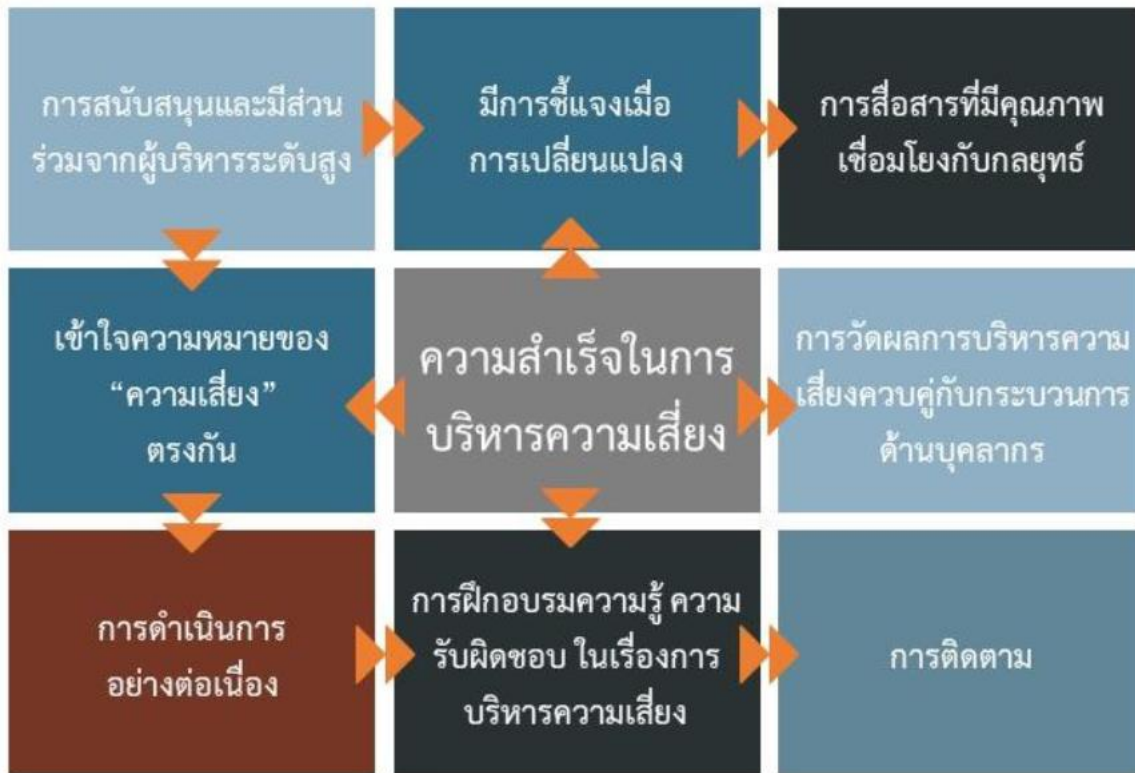 การสนับสนุนและมีส่วน
ร่วมจากผู้บริหารระดับสูง
มีการชี้แจงเมื่อ
การเปลี่ยนแปลง
การสื่อสารที่มีคุณภาพ
เชื่อมโยงกับกลยุทธ์
เข้าใจความหมายของ
“ความเสี่ยง”
ตรงกัน
ความสำเร็จในการ
บริหารความเสี่ยง
การวัดผลการบริหารความ
เสี่ยงควบคู่กับกระบวนการ
ด้านบุคลากร
การดำเนินการ
อย่างต่อเนื่อง
การฝึกอบรมความรู้ ความ
รับผิดชอบ ในเรื่องการ
บริหารความเสี่ยง
การติดตาม